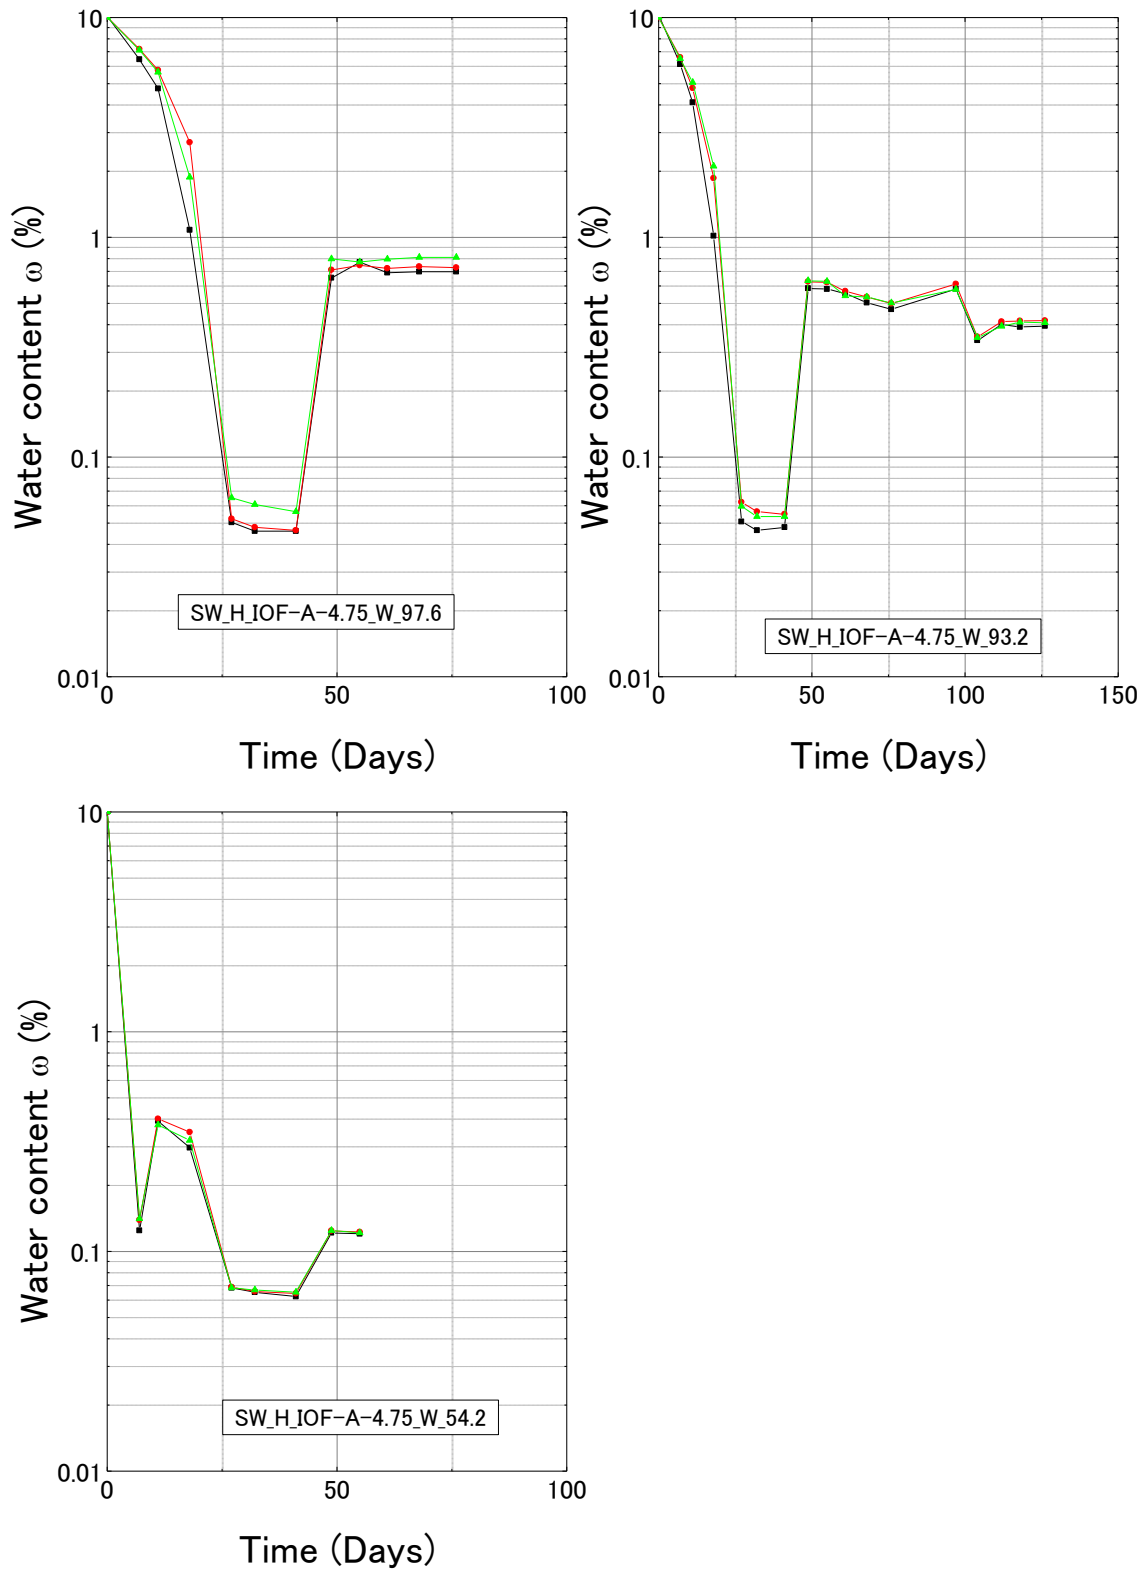 10
1
0.1
0.01
Water content ω (%)
SW_H_IOF-A-4.75_W_97.6
0
50
100
Time (Days)
10
1
0.1
0.01
Water content ω (%)
SW_H_IOF-A-4.75_W_93.2
0
50
100
150
Time (Days)
10
1
0.1
0.01
Water content ω (%)
SW_H_IOF-A-4.75_W_54.2
0
50
100
Time (Days)